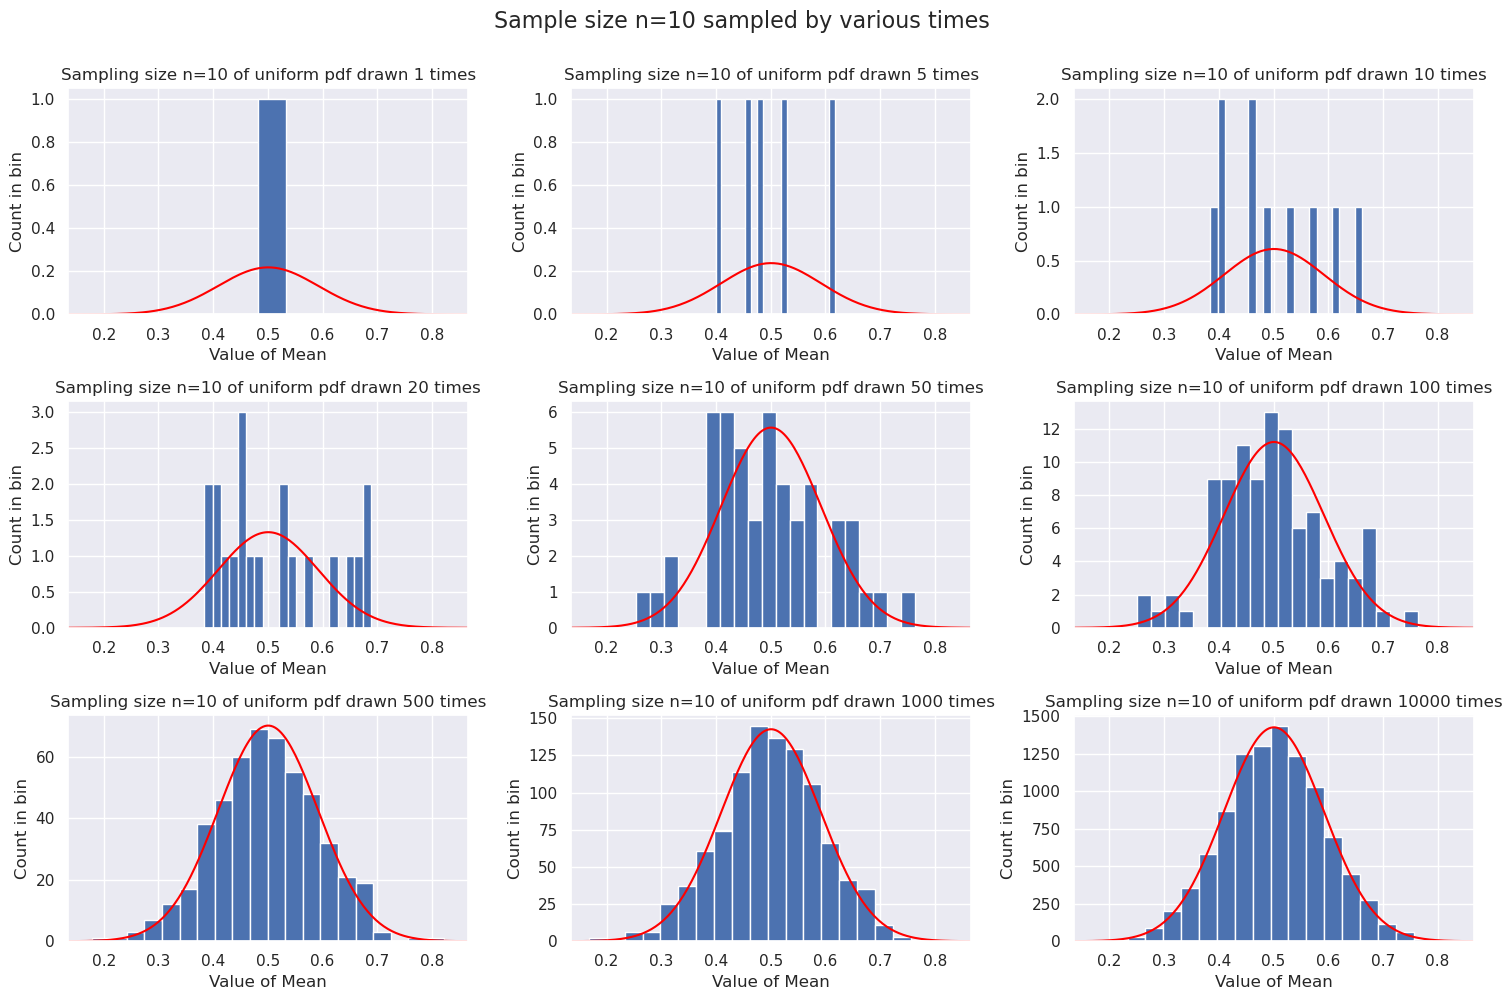 Sample size n=10 sampled by various times
Sampling size n=10 of uniform pdf drawn 1 times
Count in bin
1.0
0.8
0.6
0.4
0.2
0.0
0.2 0.3 0.4 0.5 0.6 0.7 0.8
Value of Mean
Sampling size n=10 of uniform pdf drawn 5 times
Count in bin
1.0
0.8
0.6
0.4
0.2
0.0
0.2 0.3 0.4 0.5 0.6 0.7 0.8
Value of Mean
Sampling size n=10 of uniform pdf drawn 10 times
Count in bin
2.0
1.5
1.0
0.5
0.0
0.2 0.3 0.4 0.5 0.6 0.7 0.8
Value of Mean
Sampling size n=10 of uniform pdf drawn 20 times
Count in bin
3.0
2.5
2.0
1.5
1.0
0.5
0.0
0.2 0.3 0.4 0.5 0.6 0.7 0.8
Value of Mean
Sampling size n=10 of uniform pdf drawn 50 times
Count in bin
6
5
4
3
2
1
0
0.2 0.3 0.4 0.5 0.6 0.7 0.8
Value of Mean
Sampling size n=10 of uniform pdf drawn 100 times
Count in bin
12
10
8
6
4
2
0
0.2 0.3 0.4 0.5 0.6 0.7 0.8
Value of Mean
Sampling size n=10 of uniform pdf drawn 500 times
Count in bin
60
40
20
0
0.2 0.3 0.4 0.5 0.6 0.7 0.8
Value of Mean
Sampling size n=10 of uniform pdf drawn 1000 times
Count in bin
150
125
100
75
50
25
0
0.2 0.3 0.4 0.5 0.6 0.7 0.8
Value of Mean
Sampling size n=10 of uniform pdf drawn 10000 times
Count in bin
1500
1250
1000
750
500
250
0
0.2 0.3 0.4 0.5 0.6 0.7 0.8
Value of Mean